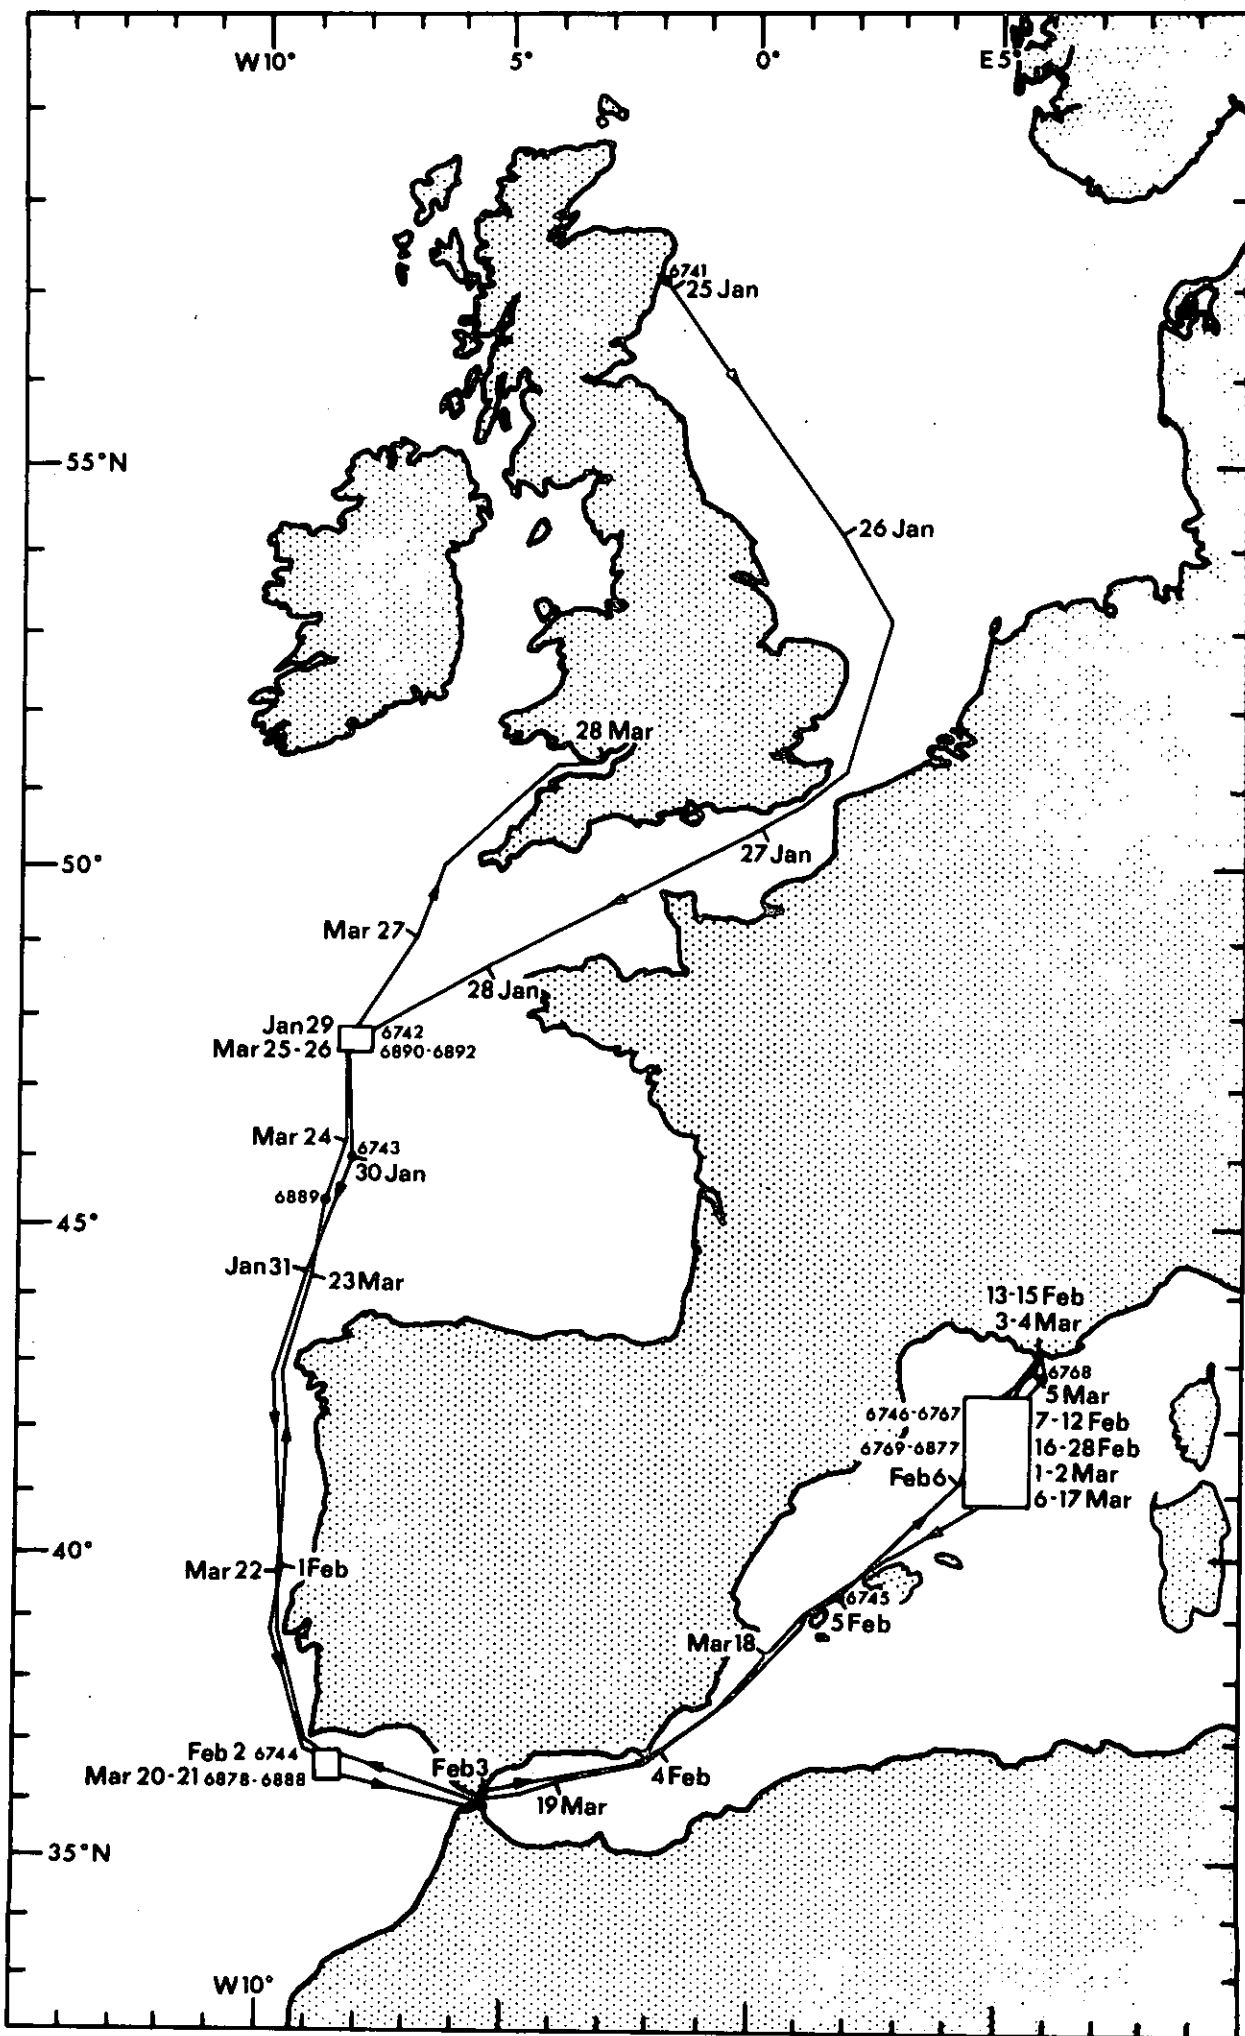 W10° 5° 0° E5°
6741
25 Jan
55°N
26 Jan
28 Mar
50°
27 Jan
Mar 27
28 Jan
Jan 29 6742
Mar 25-26 6890-6892
Mar 24 6743
30 Jan
6889
45°
Jan 31 23 Mar
13-15 Feb
3-4 Mar
6768
5 Mar
6746-6767 7-12 Feb
6769-6877 16-28 Feb
Feb 6 1-2 Mar
6-17 Mar
40°
Mar 22 1 Feb
6745
5 Feb
Mar 18
Feb 2 6744 Feb 3
Mar 20-21 6878-6888 4 Feb
19 Mar
35°N
W10°